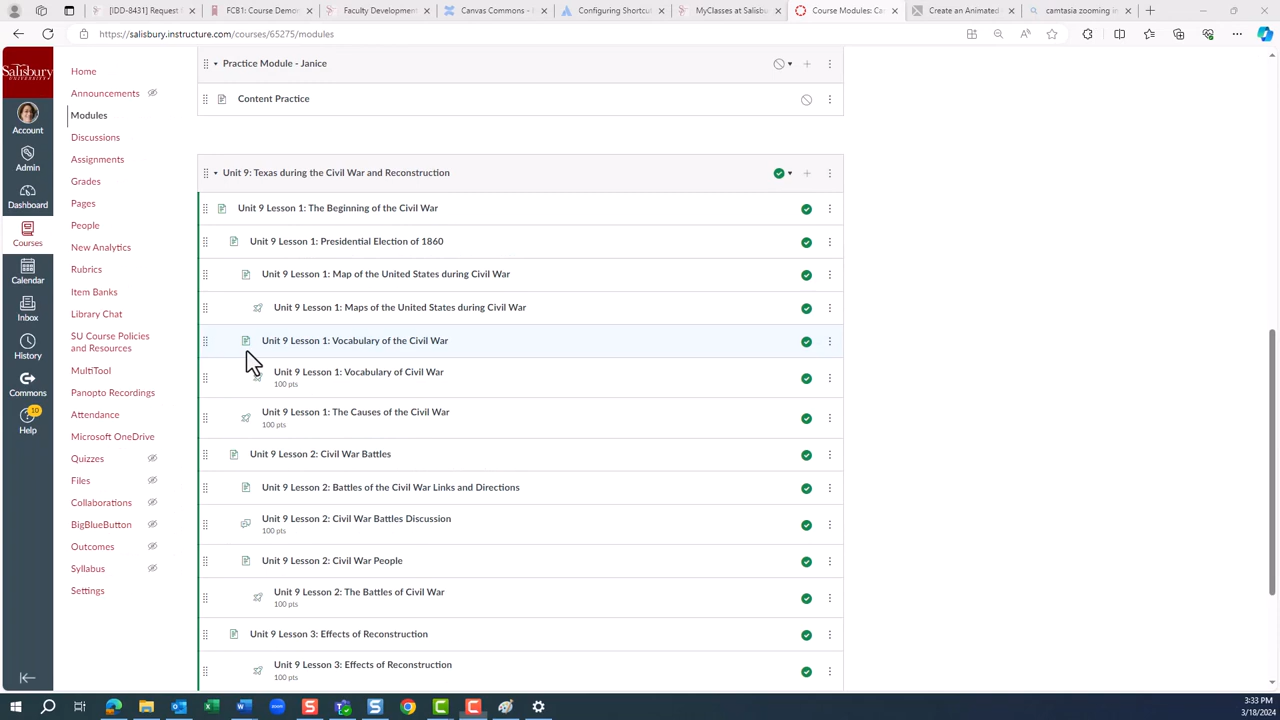 [IDD-8431] Request
FCB1: Course Demo
Faculty Development
Canvas Commons -
Configuring Shortcut
MyClasses at Salisb
Course Modules: Ca
Create an Animated
camtasia zooming in
https://salisbury.instructure.com/courses/65275/modules
Salisbury
UNIVERSITY
Account
Admin
Dashboard
Courses
Calendar
Inbox
History
Commons
10
Help
Home
Announcements
Modules
Discussions
Assignments
Grades
Pages
People
New Analytics
Rubrics
Item Banks
Library Chat
SU Course Policies
and Resources
MultiTool
Panopto Recordings
Attendance
Microsoft OneDrive
Quizzes
Files
Collaborations
BigBlueButton
Outcomes
Syllabus
Settings
Practice Module - Janice
Content Practice
Unit 9: Texas during the Civil War and Reconstruction
Unit 9 Lesson 1: The Beginning of the Civil War
Unit 9 Lesson 1: Presidential Election of 1860
Unit 9 Lesson 1: Map of the United States during Civil War
Unit 9 Lesson 1: Maps of the United States during Civil War
Unit 9 Lesson 1: Vocabulary of the Civil War
Unit 9 Lesson 1: Vocabulary of Civil War
100 pts
Unit 9 Lesson 1: The Causes of the Civil War
100 pts
Unit 9 Lesson 2: Civil War Battles
Unit 9 Lesson 2: Battles of the Civil War Links and Directions
Unit 9 Lesson 2: Civil War Battles Discussion
100 pts
Unit 9 Lesson 2: Civil War People
Unit 9 Lesson 2: The Battles of Civil War
100 pts
Unit 9 Lesson 3: Effects of Reconstruction
Unit 9 Lesson 3: Effects of Reconstruction
100 pts
3:33 PM
3/18/2024